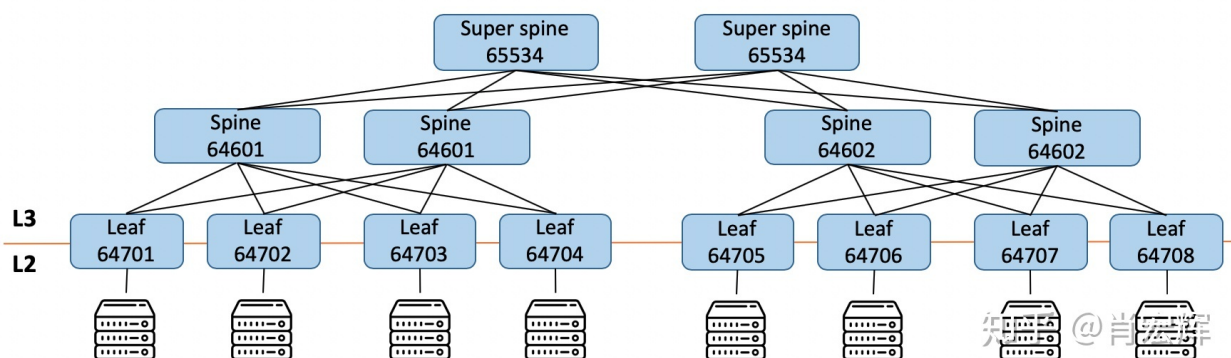 Super spine
65534
Super spine
65534
Spine
64601
Spine
64601
Spine
64602
Spine
64602
L3
L2
Leaf
64701
Leaf
64702
Leaf
64703
Leaf
64704
Leaf
64705
Leaf
64706
Leaf
64707
Leaf
64708
知乎 @肖宏辉